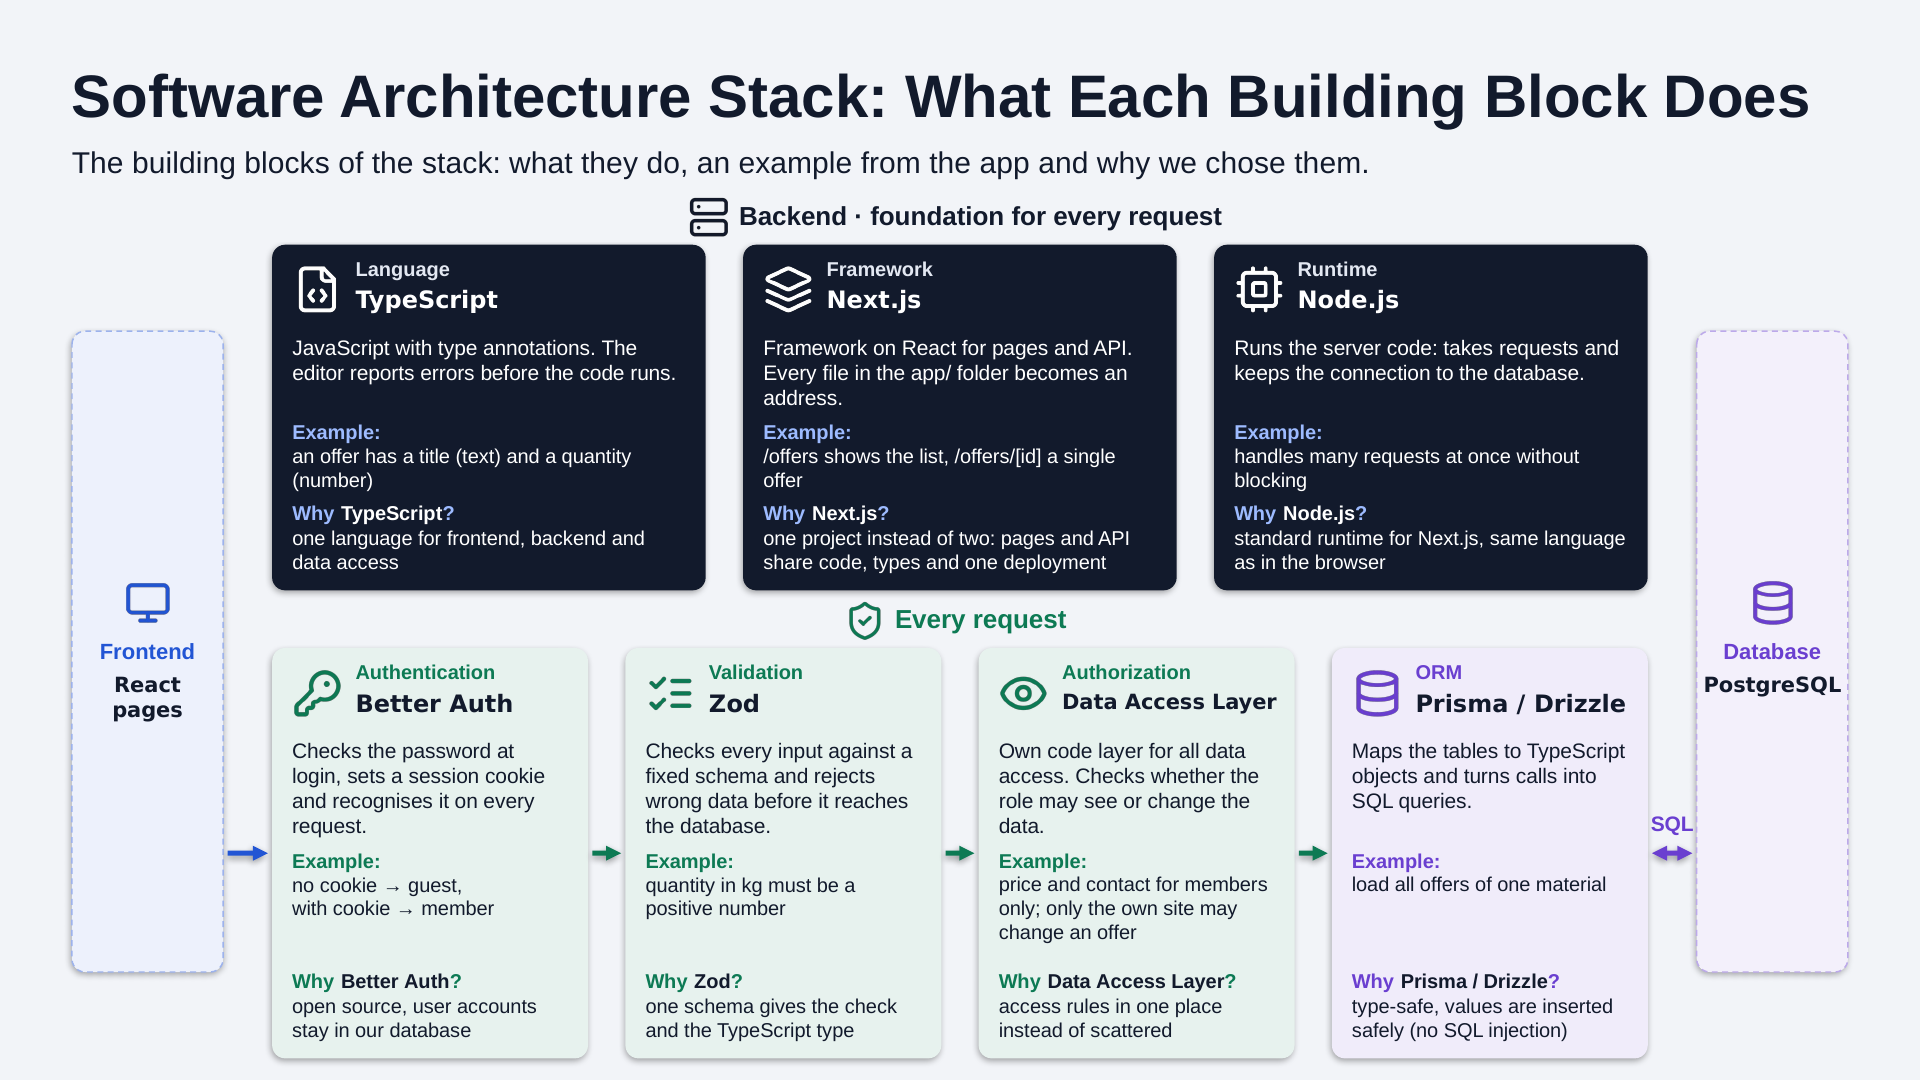 Software Architecture Stack: What Each Building Block Does
The building blocks of the stack: what they do, an example from the app and why we chose them.
Backend · foundation for every request
Language
TypeScript
JavaScript with type annotations. The
editor reports errors before the code runs.
Example:
an offer has a title (text) and a quantity
(number)
Why TypeScript?
one language for frontend, backend and
data access
Framework
Next.js
Framework on React for pages and API.
Every file in the app/ folder becomes an
address.
Example:
/offers shows the list, /offers/[id] a single
offer
Why Next.js?
one project instead of two: pages and API
share code, types and one deployment
Runtime
Node.js
Runs the server code: takes requests and
keeps the connection to the database.
Example:
handles many requests at once without
blocking
Why Node.js?
standard runtime for Next.js, same language
as in the browser
Frontend
React
pages
Every request
Authentication
Better Auth
Checks the password at
login, sets a session cookie
and recognises it on every
request.
Example:
no cookie → guest,
with cookie → member
Why Better Auth?
open source, user accounts
stay in our database
Validation
Zod
Checks every input against a
fixed schema and rejects
wrong data before it reaches
the database.
Example:
quantity in kg must be a
positive number
Why Zod?
one schema gives the check
and the TypeScript type
Authorization
Data Access Layer
Own code layer for all data
access. Checks whether the
role may see or change the
data.
Example:
price and contact for members
only; only the own site may
change an offer
Why Data Access Layer?
access rules in one place
instead of scattered
ORM
Prisma / Drizzle
Maps the tables to TypeScript
objects and turns calls into
SQL queries.
Example:
load all offers of one material
Why Prisma / Drizzle?
type-safe, values are inserted
safely (no SQL injection)
SQL
Database
PostgreSQL